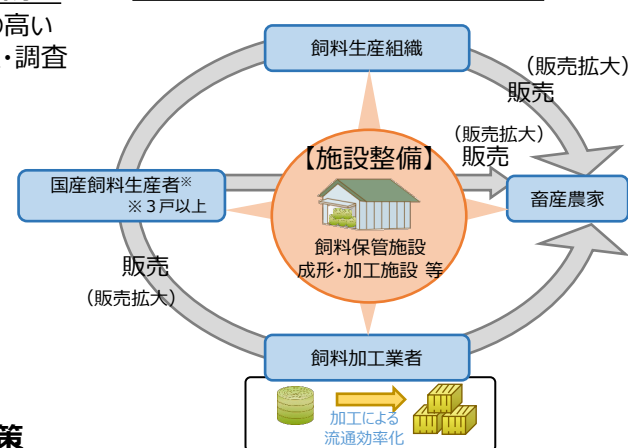 の高い
・調査
飼料生産組織
(販売拡大)
販売
(販売拡大)
販売
【施設整備】
国産飼料生産者※
※3戸以上
畜産農家
飼料保管施設
成形・加工施設 等
販売
(販売拡大)
飼料加工業者
加工による
流通効率化
策